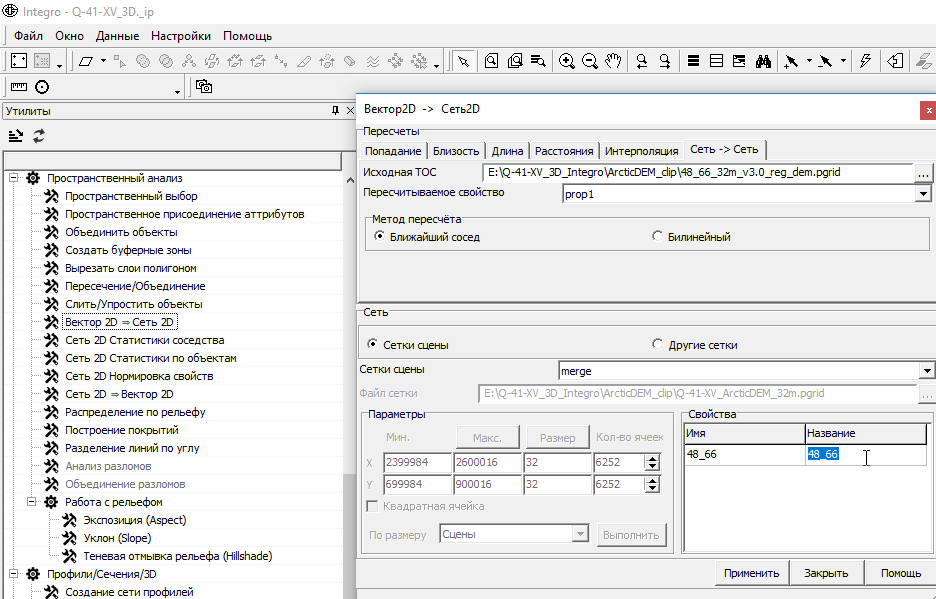 Integro - Q-41-XV_3D._ip
Файл Окно Данные Настройки Помощь
Утилиты
Пространственный анализ
Пространственный выбор
Пространственное присоединение аттрибутов
Объединить объекты
Создать буферные зоны
Вырезать слои полигоном
Пересечение/Объединение
Слить/Упростить объекты
Вектор 2D ⇒ Сеть 2D
Сеть 2D Статистики соседства
Сеть 2D Статистики по объектам
Сеть 2D Нормировка свойств
Сеть 2D ⇒ Вектор 2D
Распределение по рельефу
Построение покрытий
Разделение линий по углу
Анализ разломов
Объединение разломов
Работа с рельефом
Экспозиция (Aspect)
Уклон (Slope)
Теневая отмывка рельефа (Hillshade)
Профили/Сечения/3D
Создание сети профилей
Вектор2D -> Сеть2D
x
Пересчеты
Попадание Близость Длина Расстояния Интерполяция Сеть -> Сеть
Исходная ТОС E:\Q-41-XV_3D_Integro\ArcticDEM_clip\48_66_32m_v3.0_reg_dem.pgrid ...
Пересчитываемое свойство prop1
Метод пересчёта
Ближайший сосед Билинейный
Сеть
Сетки сцены Другие сетки
Сетки сцены merge
Файл сетки E:\Q-41-XV_3D_Integro\ArcticDEM_clip\Q-41-XV_ArcticDEM_32m.pgrid ...
Параметры
Мин. Макс. Размер Кол-во ячеек
X 2399984 2600016 32 6252
Y 699984 900016 32 6252
Квадратная ячейка
По размеру Сцены Выполнить
Свойства
Имя Название
48_66 48_66
Применить Закрыть Помощь